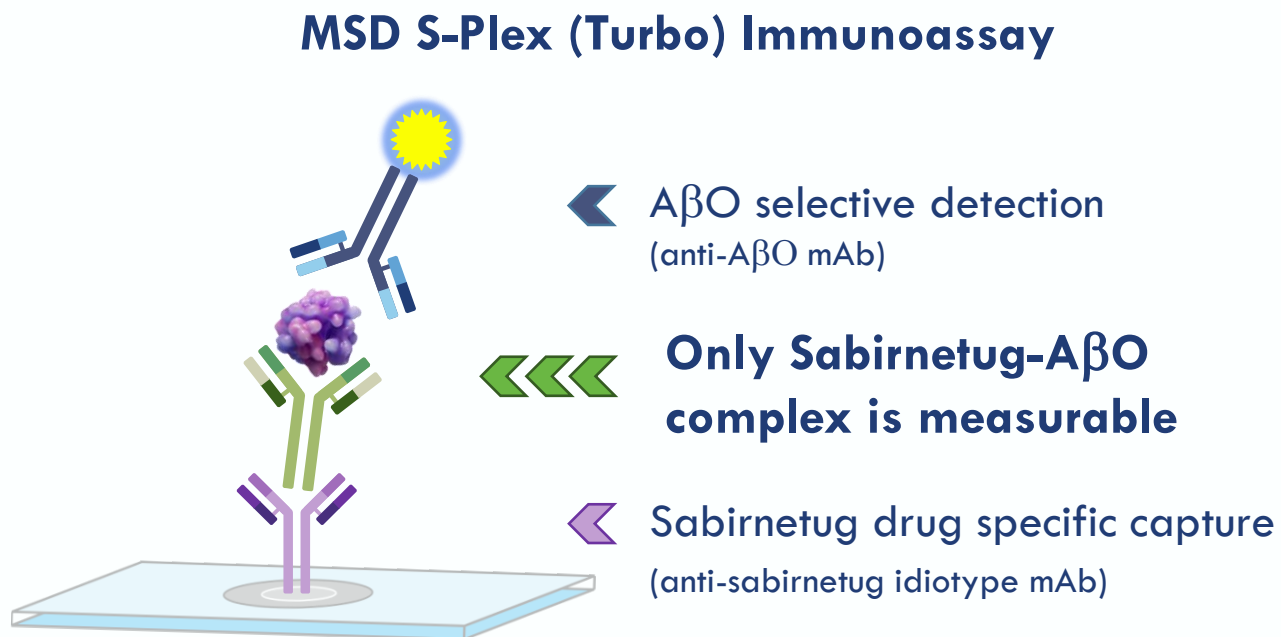 MSD S-Plex (Turbo) Immunoassay
AβO selective detection
(anti-AβO mAb)
Only Sabirnetug-AβO
complex is measurable
Sabirnetug drug specific capture
(anti-sabirnetug idiotype mAb)